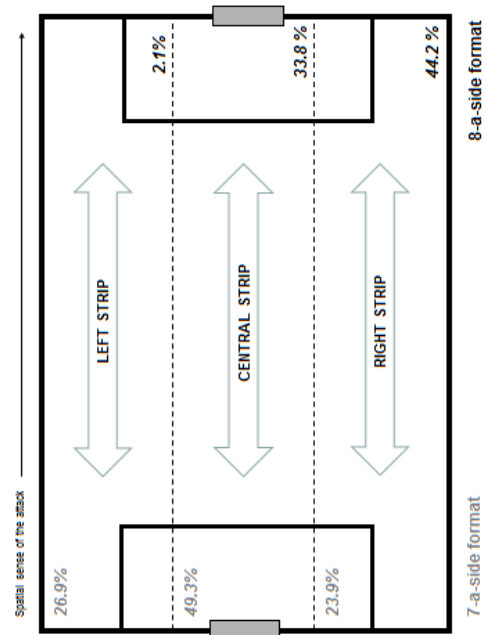 Spatial sense of the attack
26.9%
LEFT STRIP
2.1%
49.3%
CENTRAL STRIP
33.8 %
23.9%
RIGHT STRIP
44.2 %
7-a-side format
8-a-side format